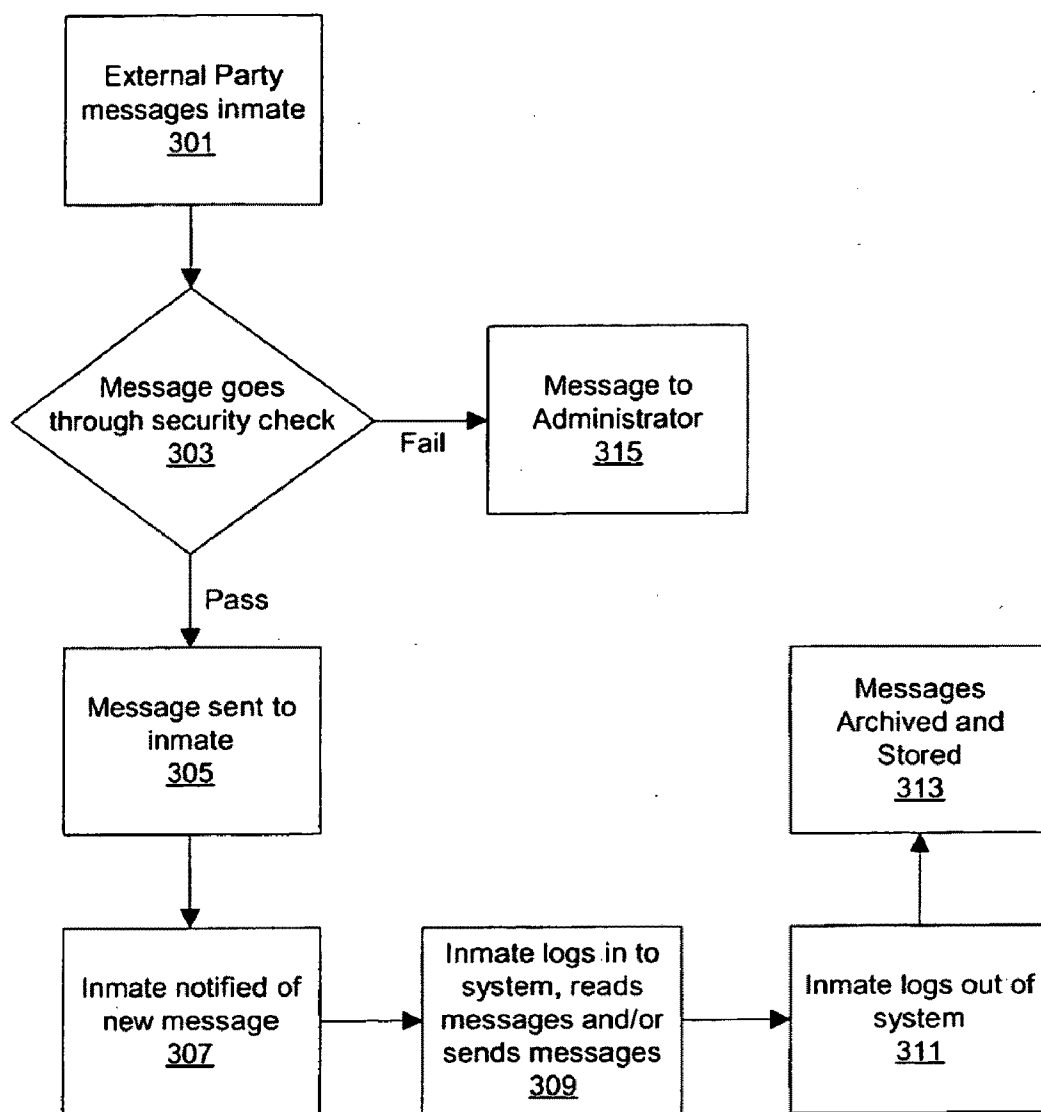 External Party
messages inmate
301
Message goes
through security check
303
Fail
Message to
Administrator
315
Pass
Message sent to
inmate
305
Messages
Archived and
Stored
313
Inmate notified of
new message
307
Inmate logs in to
system, reads
messages and/or
sends messages
309
Inmate logs out of
system
311